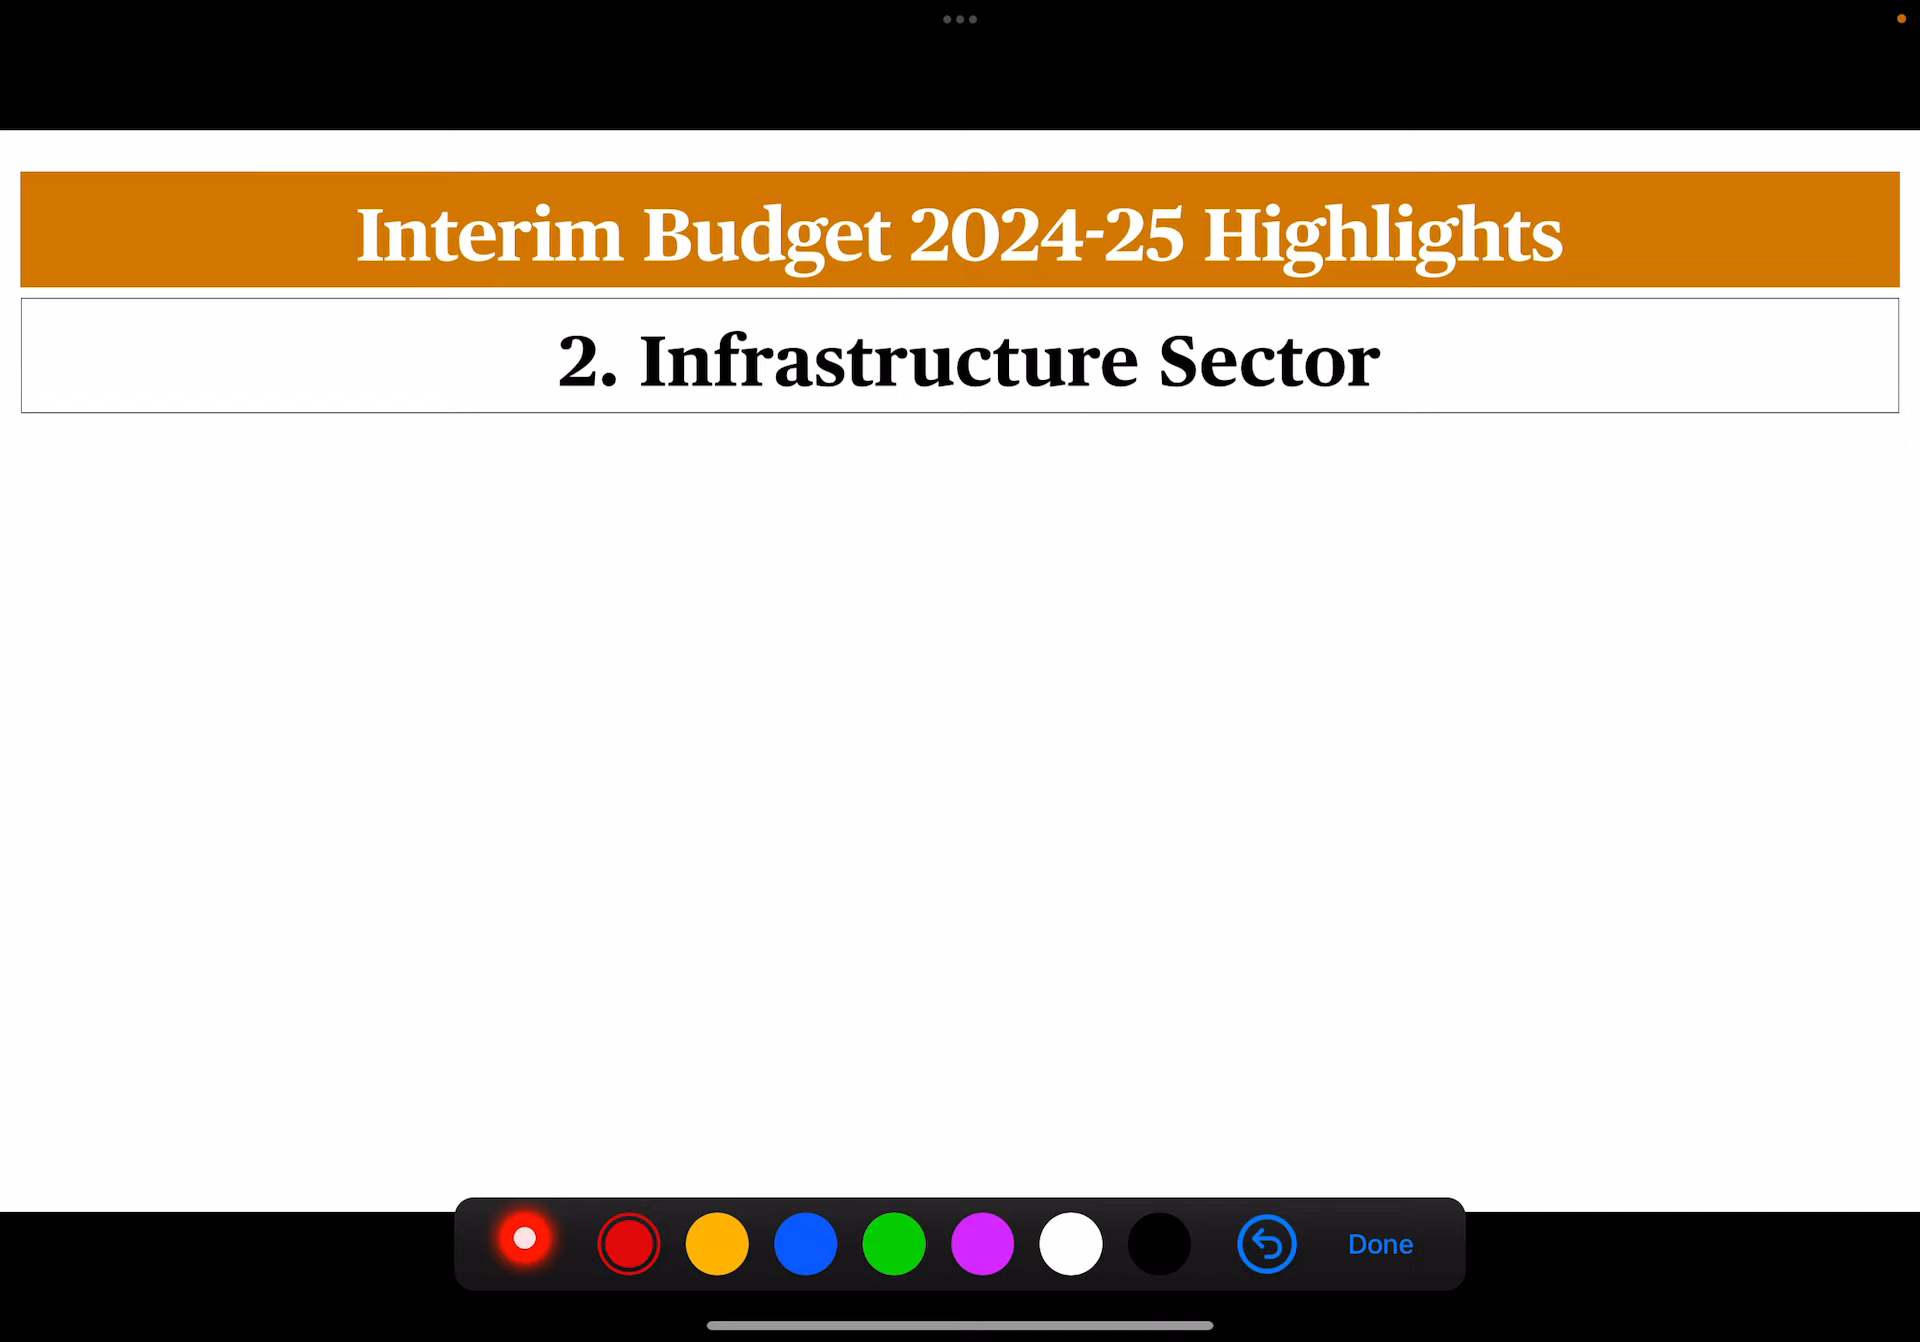 Interim Budget 2024-25 Highlights
2. Infrastructure Sector
Done